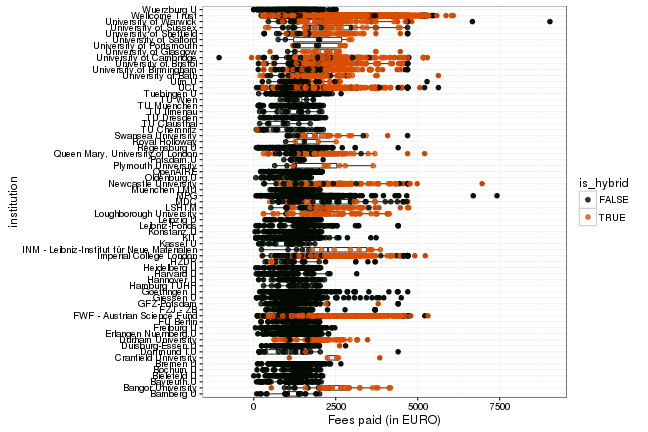 Wuerzburg U
Wellcome Trust
University of Warwick
University of Sussex
University of Sheffield
University of Salford
University of Portsmouth
University of Glasgow
University of Cambridge
University of Bristol
University of Birmingham
University of Bath
Ulm U
UCL
Tuebingen U
TU Wien
TU Muenchen
TU Ilmenau
TU Dresden
TU Clausthal
TU Chemnitz
Swansea University
Royal Holloway
Regensburg U
Queen Mary, University of London
Potsdam U
Plymouth University
OpenAIRE
Oldenburg U
Newcastle University
Muenchen LMU
MPG
MDC
LSHTM
Loughborough University
Leipzig U
Leibniz-Fonds
Konstanz U
KIT
Kassel U
INM - Leibniz-Institut für Neue Materialien
Imperial College London
HZDR
Heidelberg U
Harvard U
Hannover U
Hamburg TUHH
Goettingen U
Giessen U
GFZ-Potsdam
FZJ - ZB
FWF - Austrian Science Fund
FU Berlin
Freiburg U
Erlangen Nuernberg U
Durham University
Duisburg-Essen U
Dortmund TU
Cranfield University
Bremen U
Bochum U
Bielefeld U
Bayreuth U
Bangor University
Bamberg U
institution
0 2500 5000 7500
Fees paid (in EURO)
is_hybrid
FALSE
TRUE